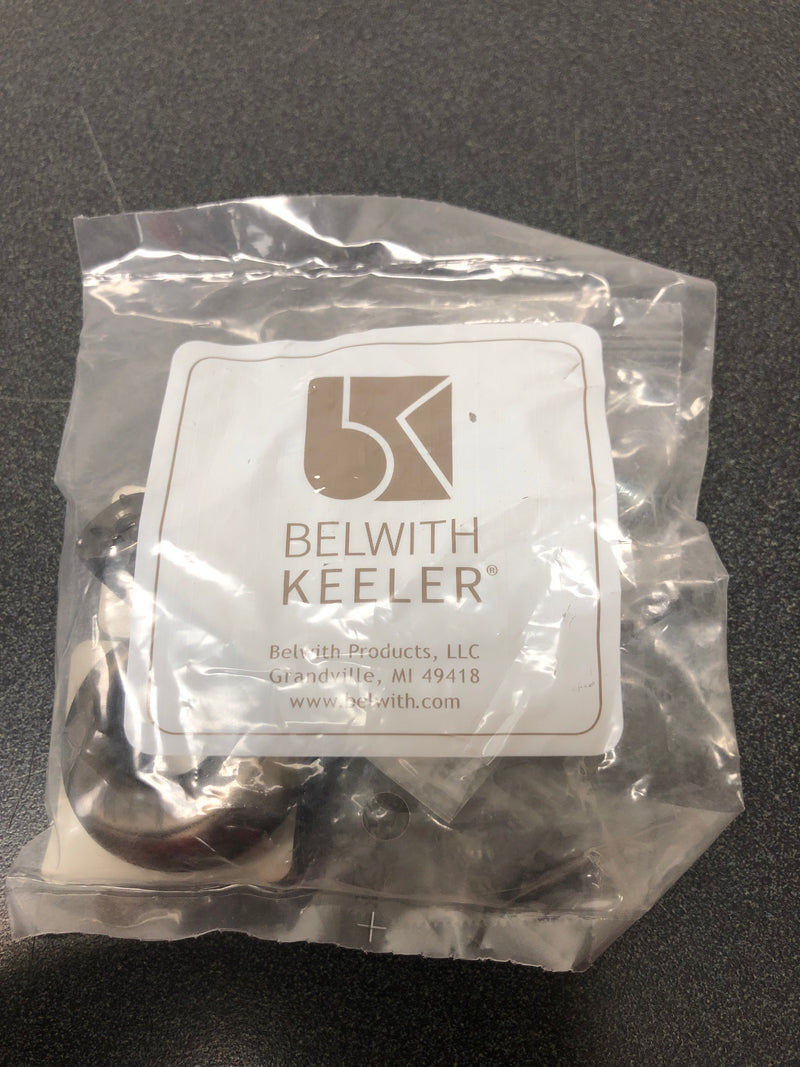 BELWITH
KEELER®
Belwith Products, LLC
Grandville, MI 49418
www.belwith.com